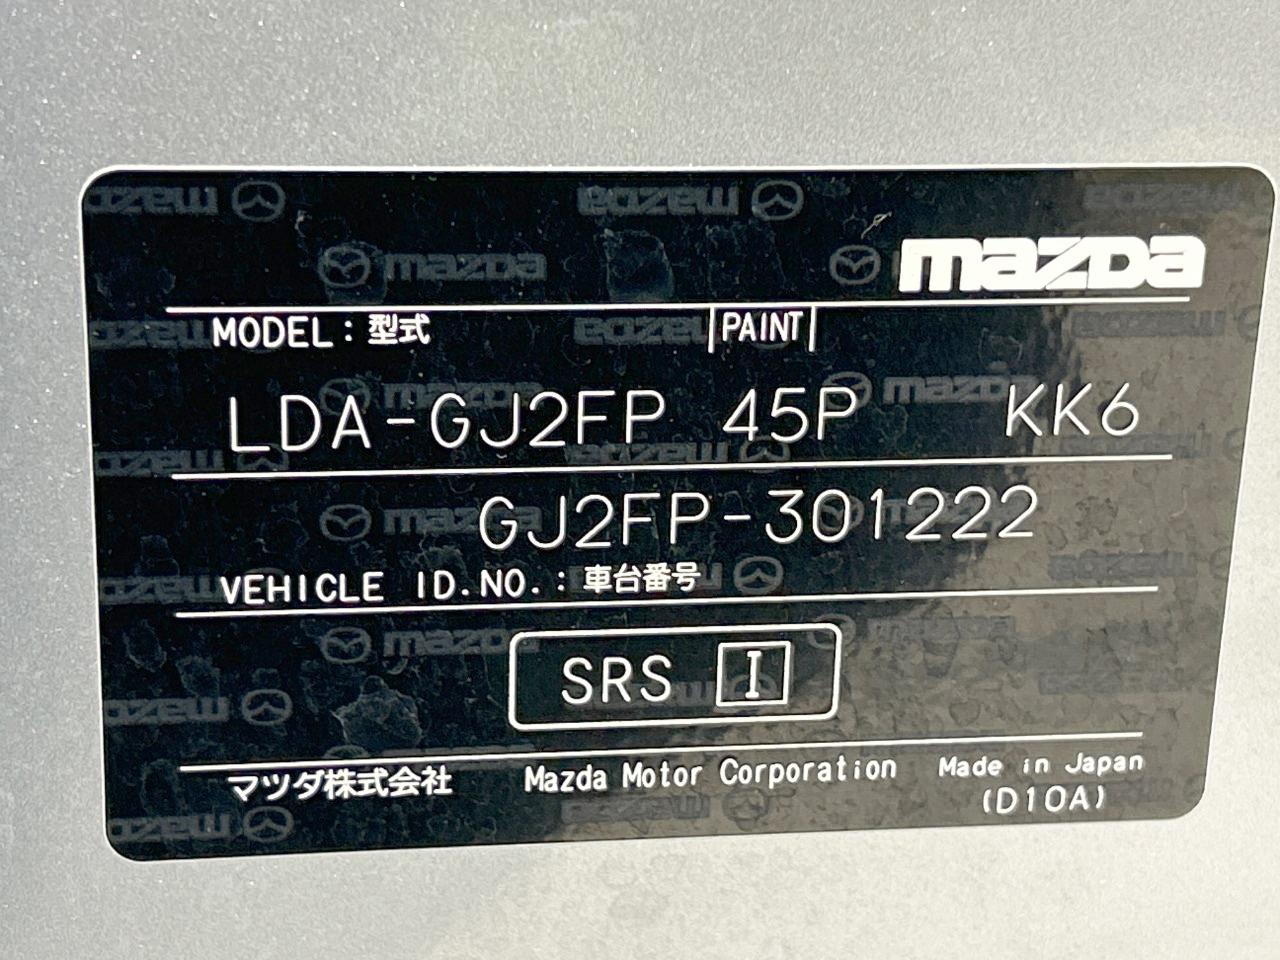 mazda
MODEL : 型式 PAINT
LDA-GJ2FP 45P KK6
GJ2FP-301222
VEHICLE ID.NO. : 車台番号
SRS I
マツダ株式会社 Mazda Motor Corporation Made in Japan
(D10A)